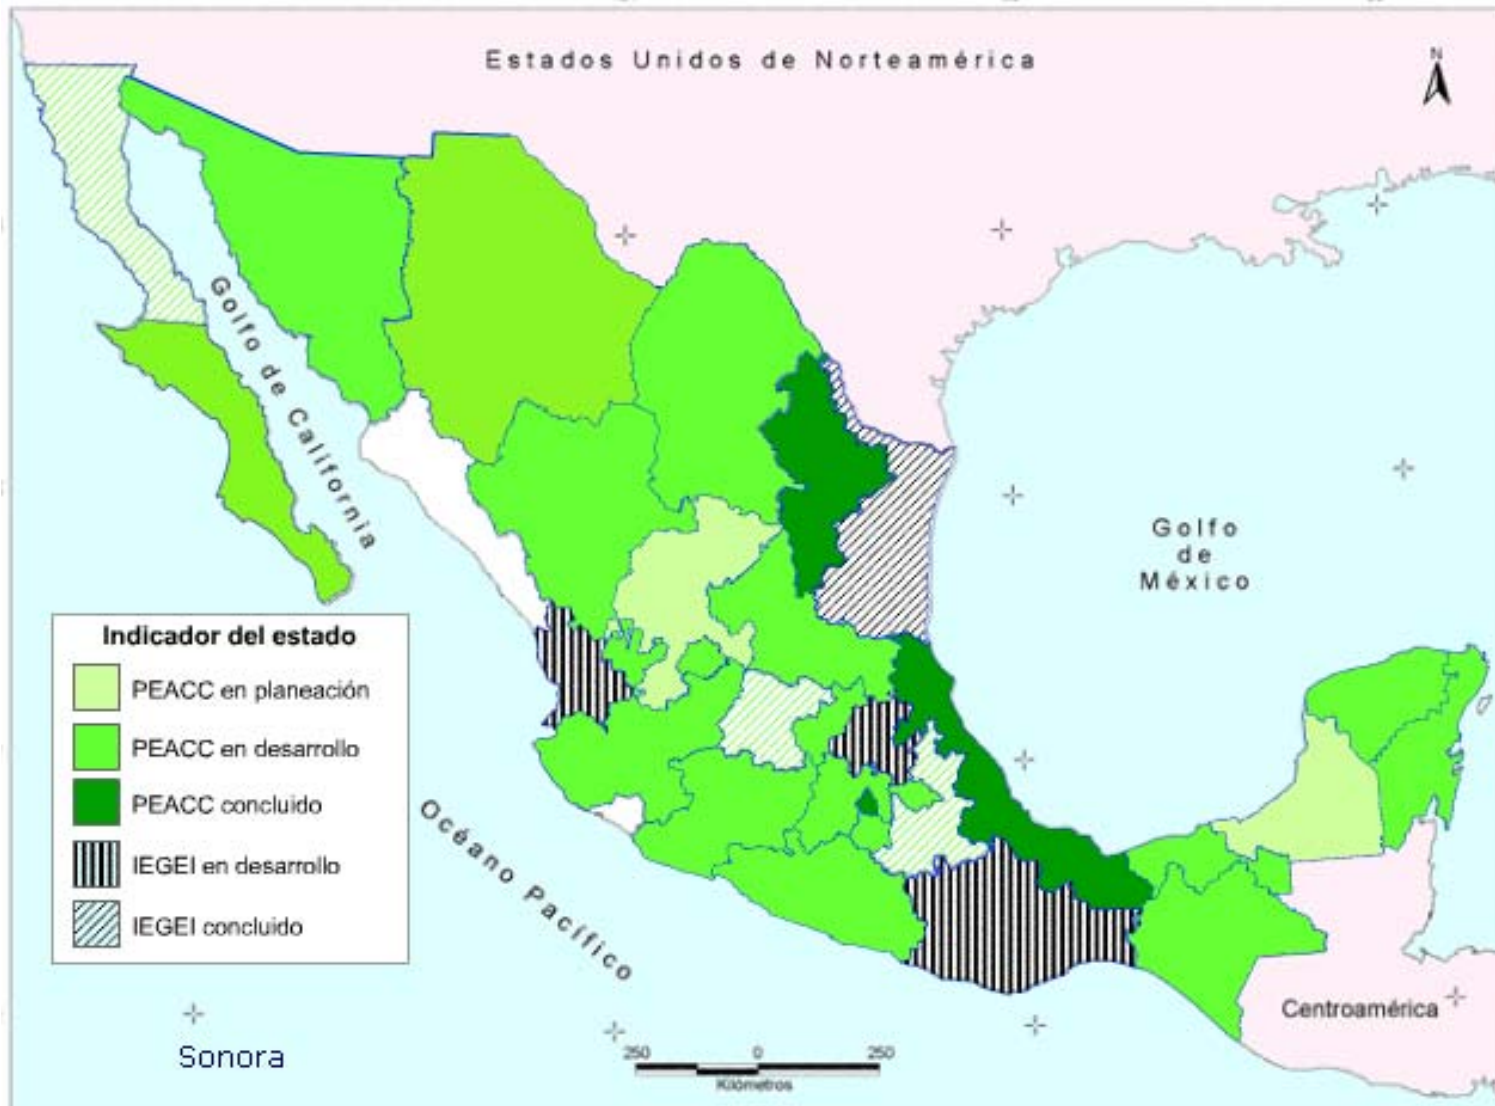 Estados Unidos de Norteamérica
N
Golfo de California
Golfo
de
México
Indicador del estado
PEACC en planeación
PEACC en desarrollo
PEACC concluido
IEGEI en desarrollo
IEGEI concluido
Océano Pacífico
Centroamérica
Sonora
250 0 250
Kilómetros